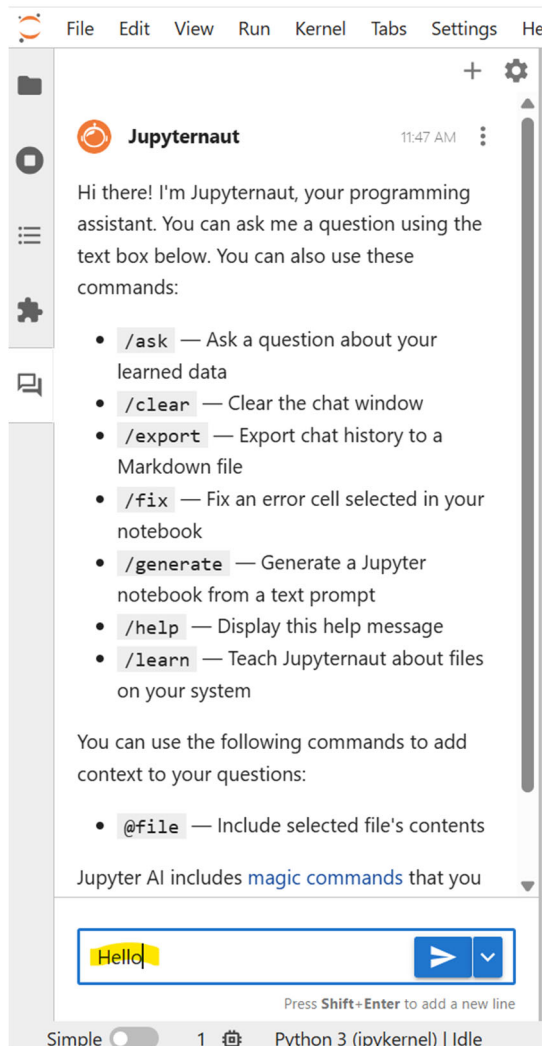 File Edit View Run Kernel Tabs Settings He
Jupyternaut 11:47 AM
Hi there! I'm Jupyternaut, your programming
assistant. You can ask me a question using the
text box below. You can also use these
commands:
• /ask — Ask a question about your
learned data
• /clear — Clear the chat window
• /export — Export chat history to a
Markdown file
• /fix — Fix an error cell selected in your
notebook
• /generate — Generate a Jupyter
notebook from a text prompt
• /help — Display this help message
• /learn — Teach Jupyternaut about files
on your system
You can use the following commands to add
context to your questions:
• @file — Include selected file's contents
Jupyter AI includes magic commands that you
Hello
Press Shift+Enter to add a new line
Simple 1 Python 3 (ipykernel) | Idle